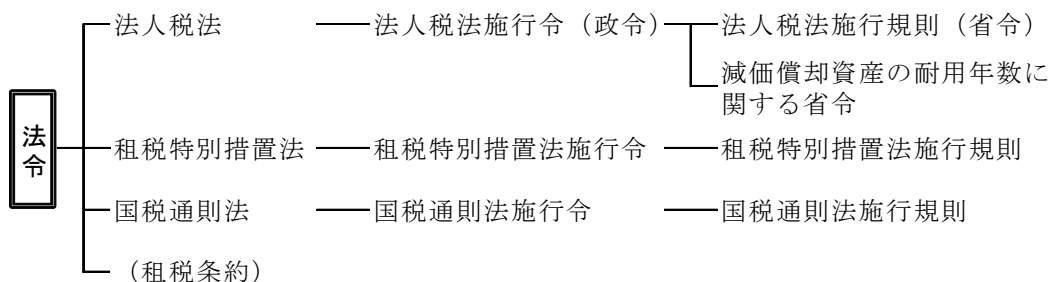 法人税法 法人税法施行令（政令） 法人税法施行規則（省令）
減価償却資産の耐用年数に
関する省令
法令
租税特別措置法 租税特別措置法施行令 租税特別措置法施行規則
国税通則法 国税通則法施行令 国税通則法施行規則
（租税条約）